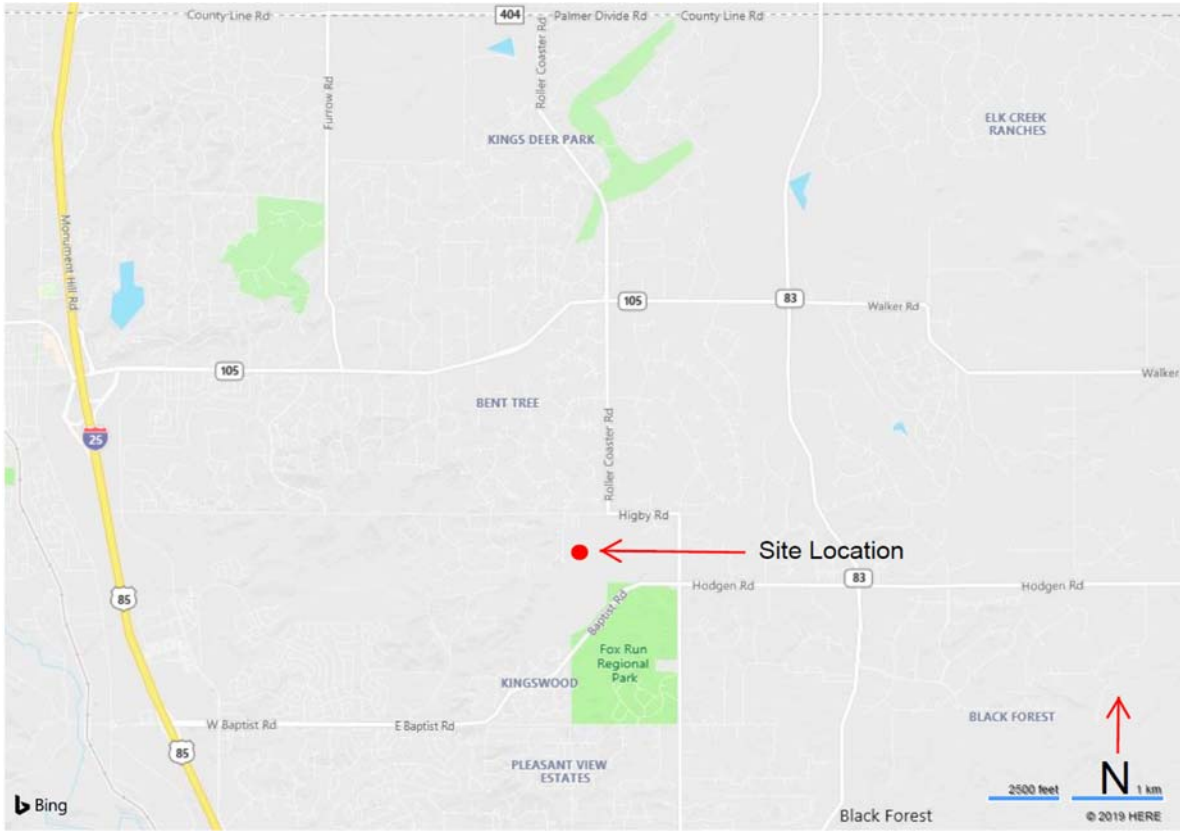 County Line Rd
404
Palmer Divide Rd
County Line Rd
Roller Coaster Rd
Furrow Rd
KINGS DEER PARK
ELK CREEK
RANCHES
Monument Hill Rd
105
83
Walker Rd
105
Walker
BENT TREE
25
Roller Coaster Rd
Higby Rd
Site Location
85
83
Hodgen Rd
Hodgen Rd
Baptist Rd
Fox Run
Regional
Park
KINGSWOOD
W Baptist Rd
E Baptist Rd
BLACK FOREST
85
PLEASANT VIEW
ESTATES
N
2500 feet
1 km
Bing
Black Forest
© 2019 HERE